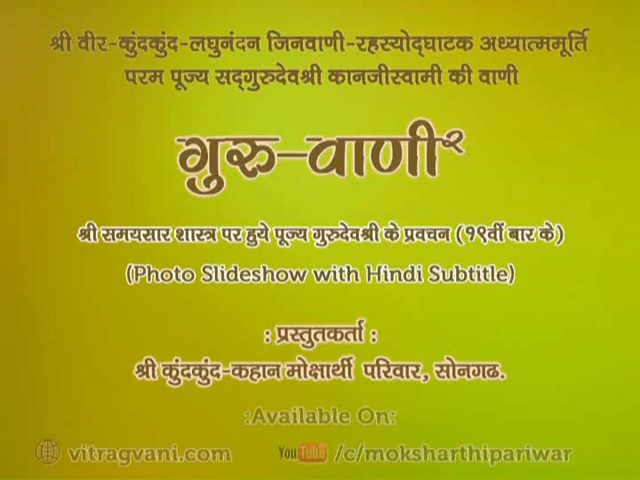 श्री वीर-कुंदकुंद-लघुनंदन जिनवाणी-रहस्योद्घाटक अध्यात्ममूर्ति
परम पूज्य सद्गुरुदेवश्री कानजीस्वामी की वाणी
गुरु-वाणी२
श्री समयसार शास्त्र पर हुये पूज्य गुरुदेवश्री के प्रवचन (१९वीं बार के)
(Photo Slideshow with Hindi Subtitle)
: प्रस्तुतकर्ता :
श्री कुंदकुंद-कहान मोक्षार्थी परिवार, सोनगढ.
:Available On:
vitragvani.com YouTube /c/moksharthipariwar